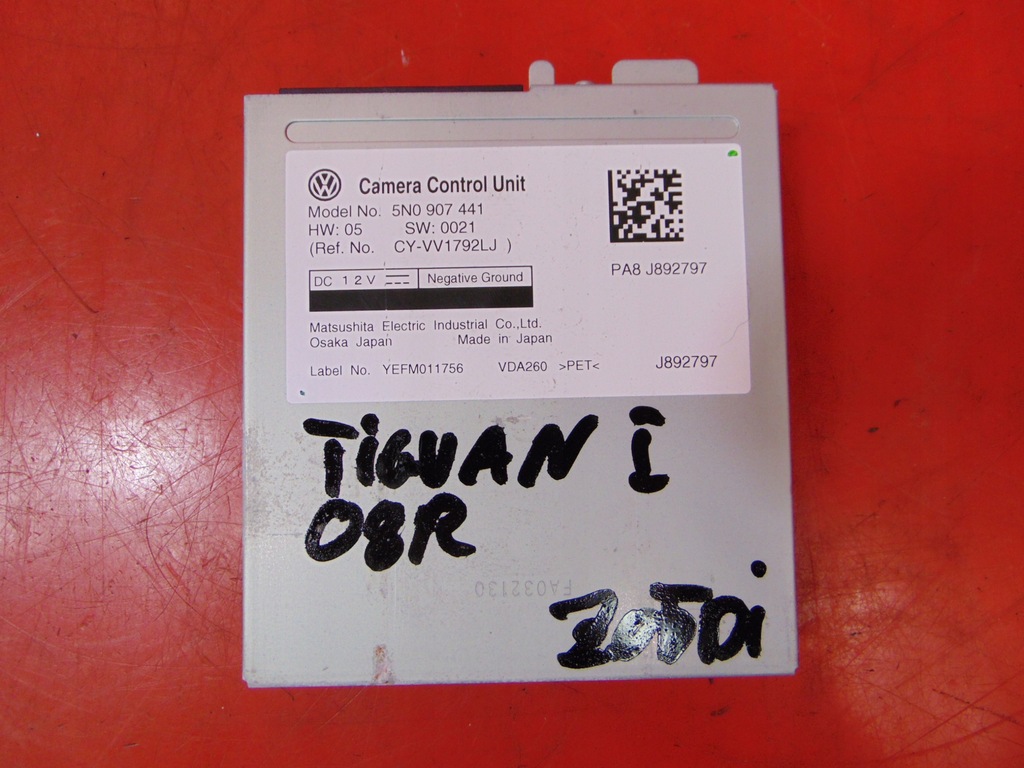 Camera Control Unit
Model No. 5N0 907 441
HW: 05 SW: 0021
(Ref. No. CY-VV1792LJ )
PA8 J892797
DC 12V Negative Ground
Matsushita Electric Industrial Co.,Ltd.
Osaka Japan Made in Japan
Label No. YEFM011756 VDA260 >PET< J892797
TIGUAN I
08R
FA032130
2.0TDi